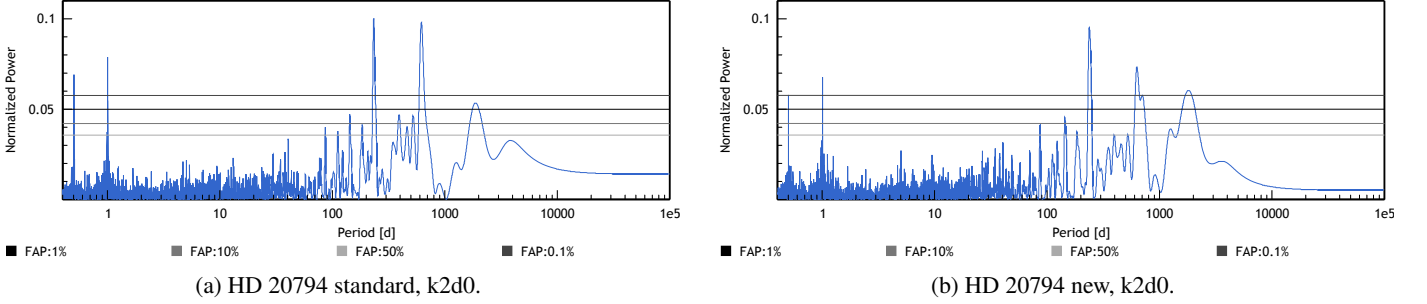 0.1
0.05
Normalized Power
1
10
100
1000
10000
1e5
Period [d]
FAP:1%
FAP:10%
FAP:50%
FAP:0.1%
(a) HD 20794 standard, k2d0.
0.1
0.05
Normalized Power
1
10
100
1000
10000
1e5
Period [d]
FAP:1%
FAP:10%
FAP:50%
FAP:0.1%
(b) HD 20794 new, k2d0.